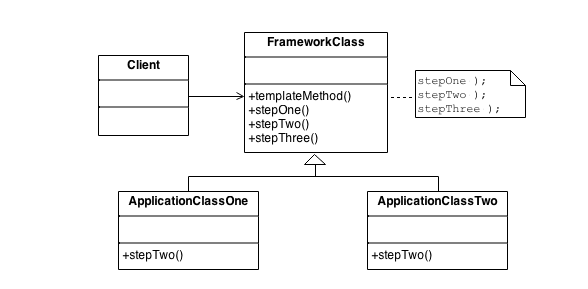 FrameworkClass
Client
+templateMethod()
+stepOne()
+stepTwo()
+stepThree()
stepOne );
stepTwo );
stepThree );
ApplicationClassOne
+stepTwo()
ApplicationClassTwo
+stepTwo()